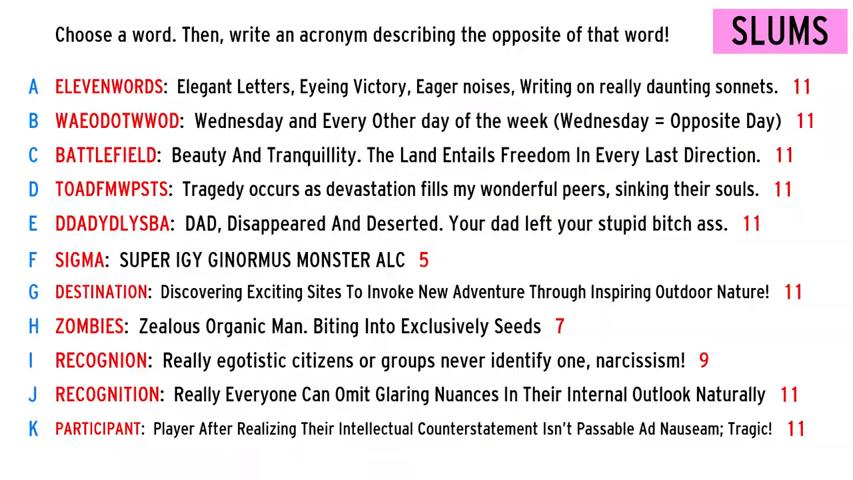 Choose a word. Then, write an acronym describing the opposite of that word!
SLUMS
A ELEVENWORDS: Elegant Letters, Eyeing Victory, Eager noises, Writing on really daunting sonnets. 11
B WAEODOTWWOD: Wednesday and Every Other day of the week (Wednesday = Opposite Day) 11
C BATTLEFIELD: Beauty And Tranquillity. The Land Entails Freedom In Every Last Direction. 11
D TOADFMWPSTS: Tragedy occurs as devastation fills my wonderful peers, sinking their souls. 11
E DDADYDLYSBA: DAD, Disappeared And Deserted. Your dad left your stupid bitch ass. 11
F SIGMA: SUPER IGY GINORMUS MONSTER ALC 5
G DESTINATION: Discovering Exciting Sites To Invoke New Adventure Through Inspiring Outdoor Nature! 11
H ZOMBIES: Zealous Organic Man. Biting Into Exclusively Seeds 7
I RECOGNION: Really egotistic citizens or groups never identify one, narcissism! 9
J RECOGNITION: Really Everyone Can Omit Glaring Nuances In Their Internal Outlook Naturally 11
K PARTICIPANT: Player After Realizing Their Intellectual Counterstatement Isn't Passable Ad Nauseam; Tragic! 11